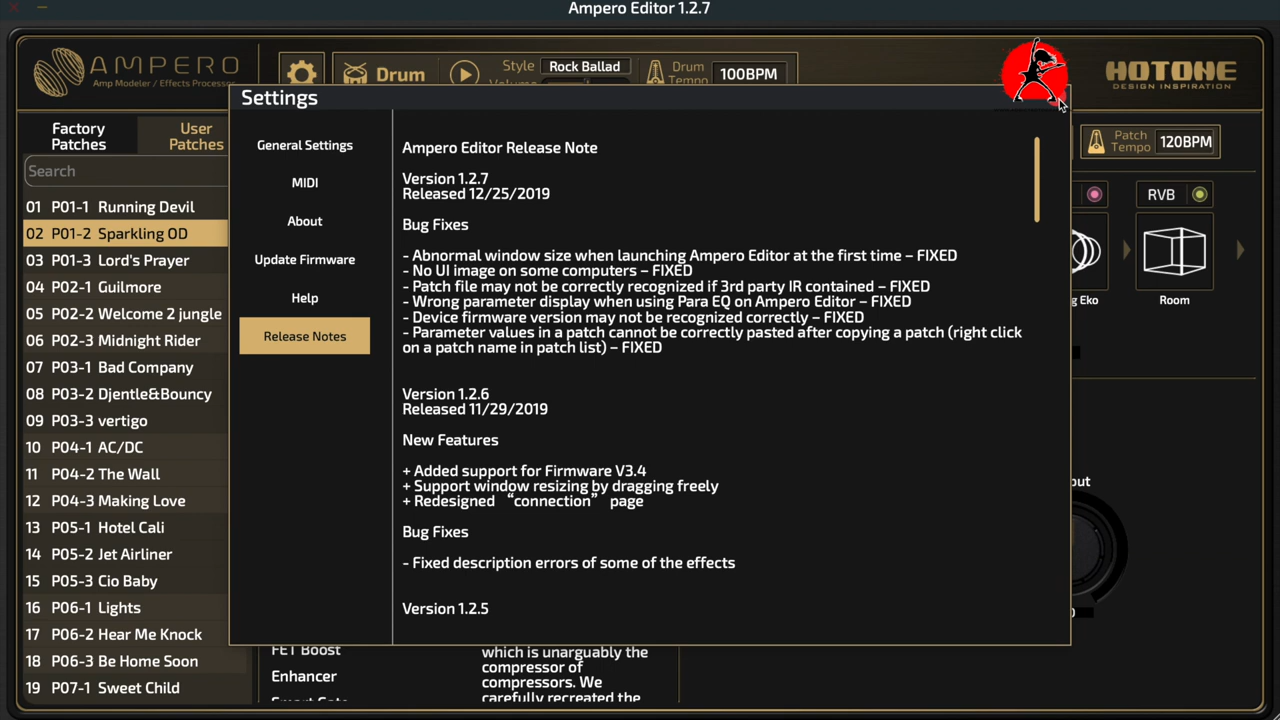 Ampero Editor 1.2.7
AMPERO
Amp Modeler / Effects Processor
Drum
Style
Rock Ballad
Drum
Tempo
100BPM
HOTONE
DESIGN INSPIRATION
Settings
Factory
Patches
User
Patches
Search
Patch
Tempo
120BPM
RVB
Room
01 P01-1 Running Devil
02 P01-2 Sparkling OD
03 P01-3 Lord's Prayer
04 P02-1 Guilmore
05 P02-2 Welcome 2 jungle
06 P02-3 Midnight Rider
07 P03-1 Bad Company
08 P03-2 Djentle&Bouncy
09 P03-3 vertigo
10 P04-1 AC/DC
11 P04-2 The Wall
12 P04-3 Making Love
13 P05-1 Hotel Cali
14 P05-2 Jet Airliner
15 P05-3 Cio Baby
16 P06-1 Lights
17 P06-2 Hear Me Knock
18 P06-3 Be Home Soon
19 P07-1 Sweet Child
General Settings
MIDI
About
Update Firmware
Help
Release Notes
Ampero Editor Release Note
Version 1.2.7
Released 12/25/2019
Bug Fixes
- Abnormal window size when launching Ampero Editor at the first time – FIXED
- No UI image on some computers – FIXED
- Patch file may not be correctly recognized if 3rd party IR contained – FIXED
- Wrong parameter display when using Para EQ on Ampero Editor – FIXED
- Device firmware version may not be recognized correctly – FIXED
- Parameter values in a patch cannot be correctly pasted after copying a patch (right click
on a patch name in patch list) – FIXED
Version 1.2.6
Released 11/29/2019
New Features
+ Added support for Firmware V3.4
+ Support window resizing by dragging freely
+ Redesigned “connection” page
Bug Fixes
- Fixed description errors of some of the effects
Version 1.2.5
FET Boost
Enhancer
which is unarguably the
compressor of
compressors. We
carefully recreated the